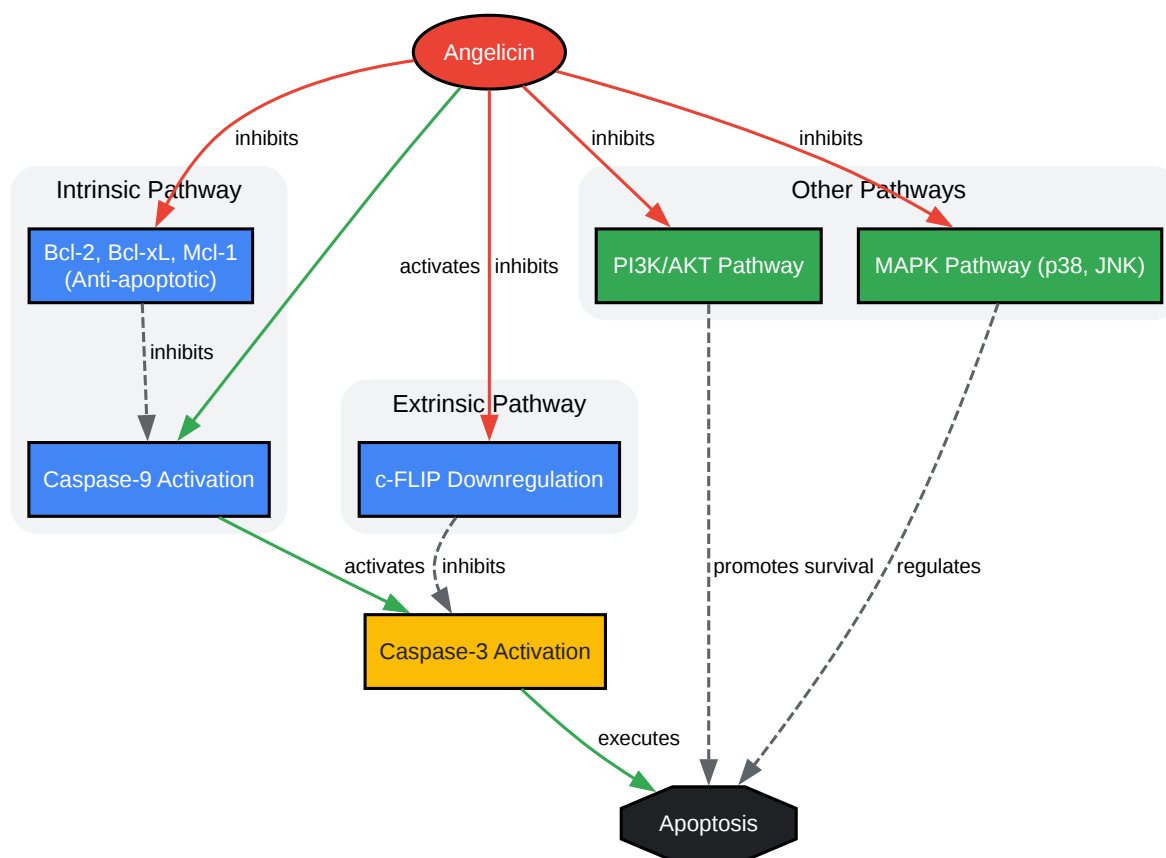 Angelicin
inhibits
inhibits
inhibits
Intrinsic Pathway
Other Pathways
Bcl-2, Bcl-xL, Mcl-1
(Anti-apoptotic)
activates
inhibits
PI3K/AKT Pathway
MAPK Pathway (p38, JNK)
inhibits
Extrinsic Pathway
Caspase-9 Activation
c-FLIP Downregulation
activates
inhibits
promotes survival
regulates
Caspase-3 Activation
executes
Apoptosis